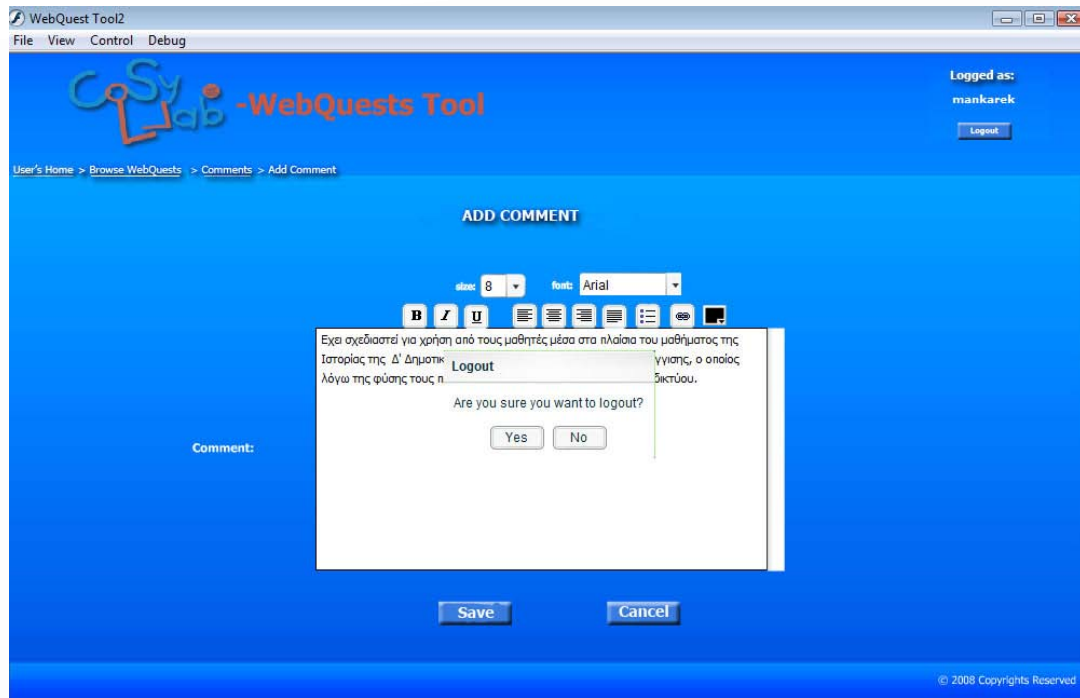 WebQuest Tool2
File View Control Debug
CoSy Lab -WebQuests Tool
Logged as:
mankarek
Logout
User's Home > Browse WebQuests > Comments > Add Comment
ADD COMMENT
size: 8 font: Arial
B I U
Εχει σχεδιαστεί για χρήση από τους μαθητές μέσα στα πλαίσια του μαθήματος της
Ιστορίας της Δ' Δημοτικ γγισης, ο οποίος
λόγω της φύσης τους π δικτύου.
Logout
Are you sure you want to logout?
Yes No
Comment:
Save Cancel
© 2008 Copyrights Reserved